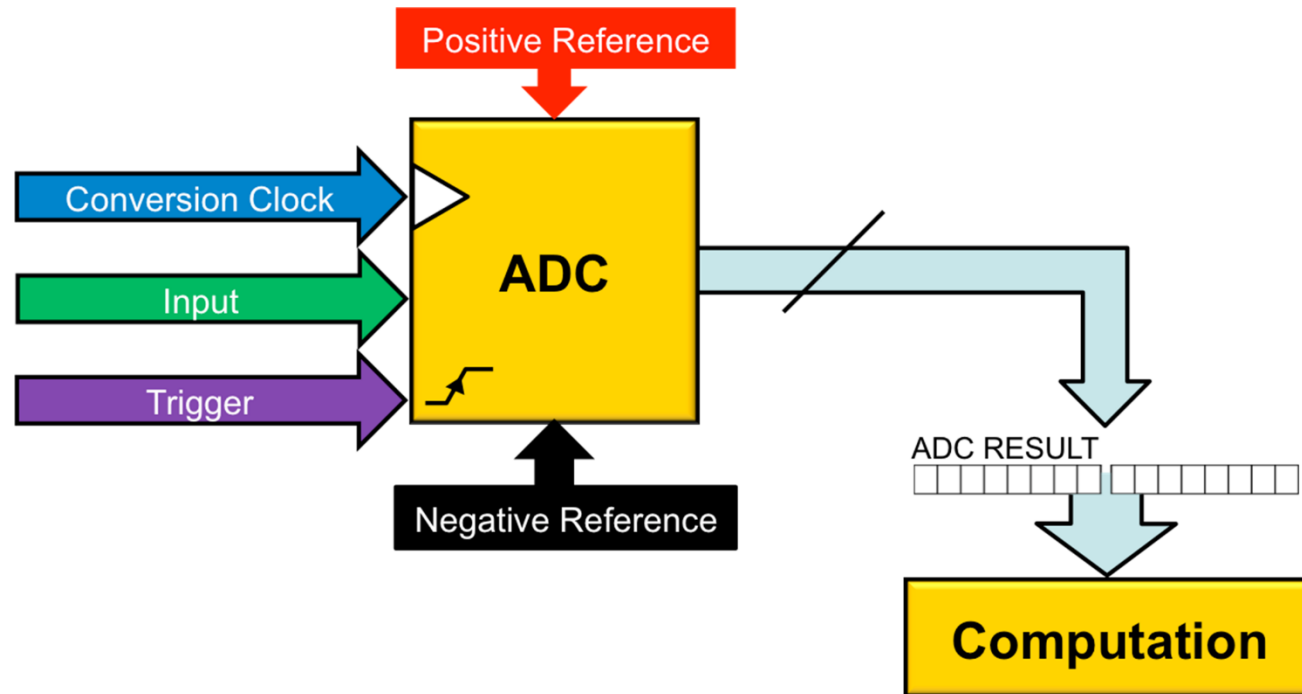 Positive Reference
Conversion Clock
ADC
Input
Trigger
ADC RESULT
Negative Reference
Computation